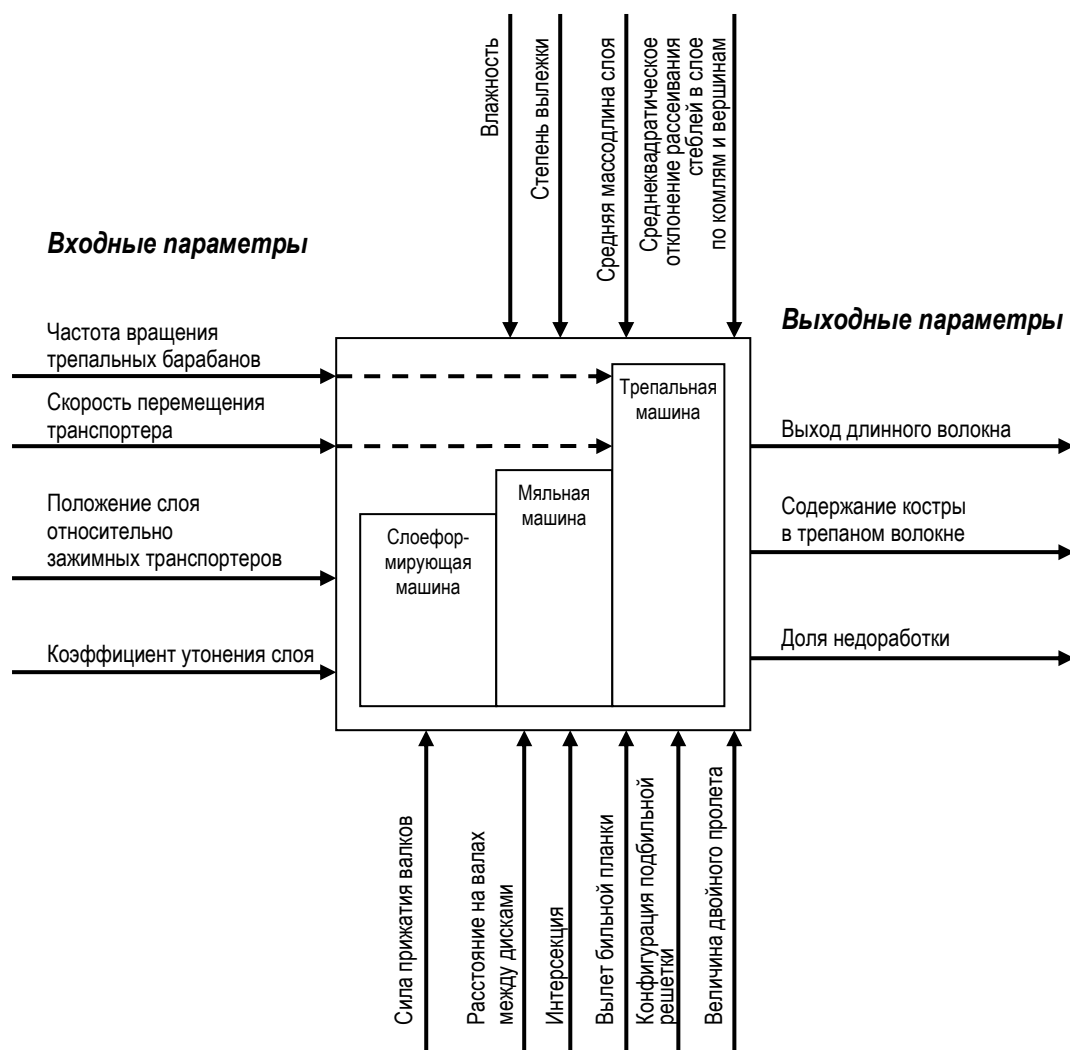 Влажность
Степень вылежки
Средняя массодлина слоя
Среднеквадратическое
отклонение рассеивания
стеблей в слое
по комлям и вершинам
Входные параметры
Выходные параметры
Частота вращения
трепальных барабанов
Скорость перемещения
транспортера
Положение слоя
относительно
зажимных транспортеров
Коэффициент утонения слоя
Трепальная
машина
Мяльная
машина
Слоефор-
мирующая
машина
Выход длинного волокна
Содержание костры
в трепаном волокне
Доля недоработки
Сила прижатия валков
Расстояние на валах
между дисками
Интерсекция
Вылет бильной планки
Конфигурация подбильной
решетки
Величина двойного пролета